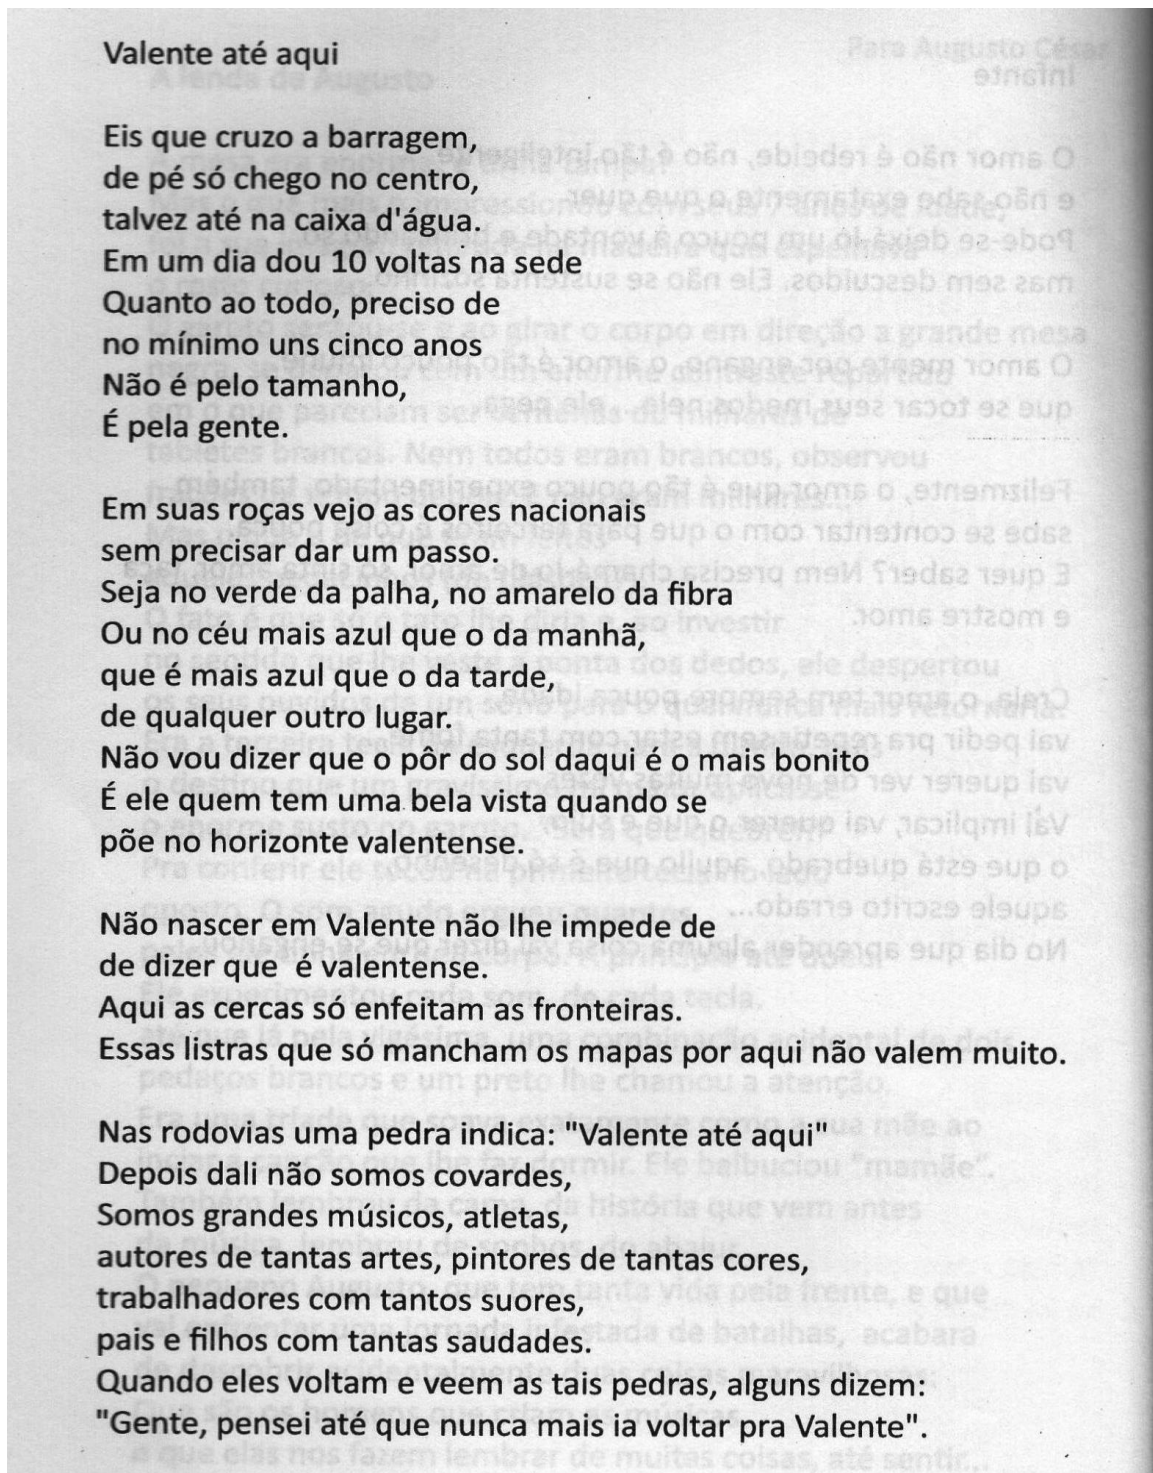 Valente até aqui
Eis que cruzo a barragem,
de pé só chego no centro,
talvez até na caixa d'água.
Em um dia dou 10 voltas na sede
Quanto ao todo, preciso de
no mínimo uns cinco anos
Não é pelo tamanho,
É pela gente.
Em suas roças vejo as cores nacionais
sem precisar dar um passo.
Seja no verde da palha, no amarelo da fibra
Ou no céu mais azul que o da manhã,
que é mais azul que o da tarde,
de qualquer outro lugar.
Não vou dizer que o pôr do sol daqui é o mais bonito
É ele quem tem uma bela vista quando se
põe no horizonte valentense.
Não nascer em Valente não lhe impede de
de dizer que é valentense.
Aqui as cercas só enfeitam as fronteiras.
Essas listras que só mancham os mapas por aqui não valem muito.
Nas rodovias uma pedra indica: "Valente até aqui"
Depois dali não somos covardes,
Somos grandes músicos, atletas,
autores de tantas artes, pintores de tantas cores,
trabalhadores com tantos suores,
pais e filhos com tantas saudades.
Quando eles voltam e veem as tais pedras, alguns dizem:
"Gente, pensei até que nunca mais ia voltar pra Valente".